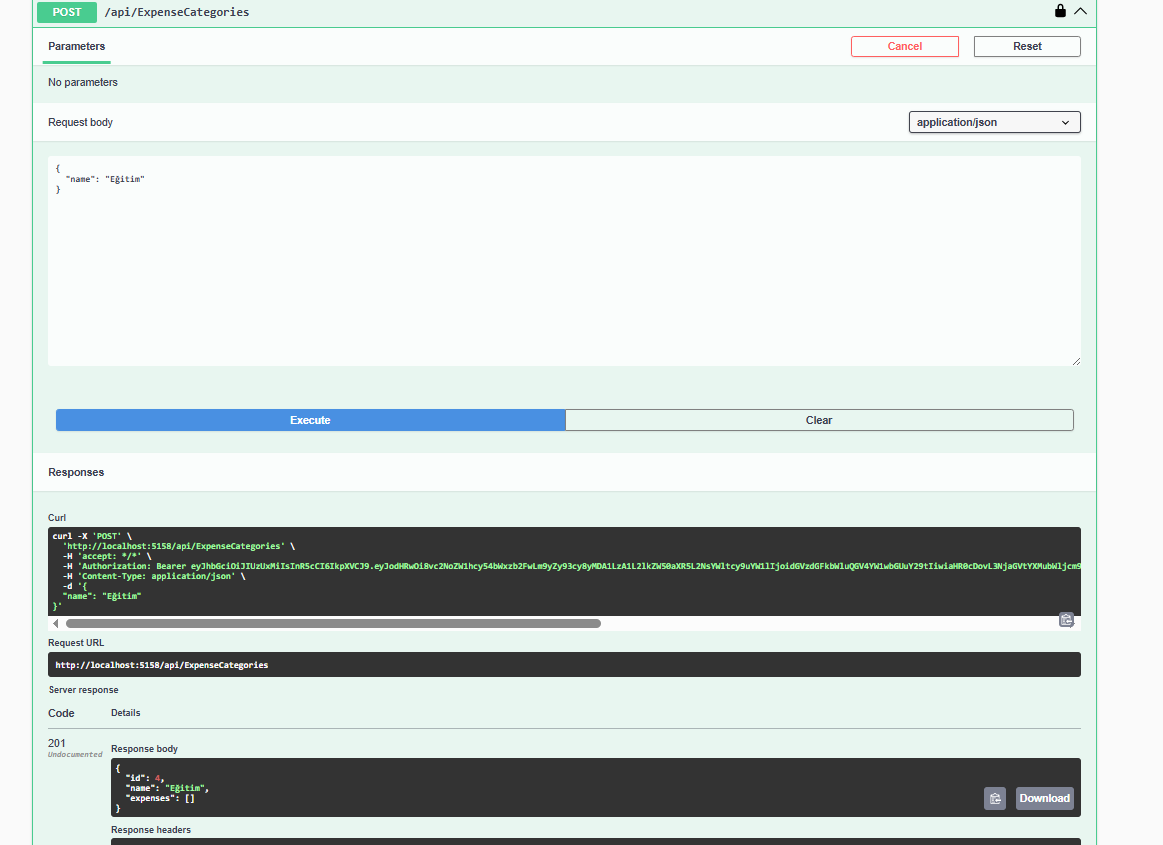 POST /api/ExpenseCategories
Parameters
Cancel
Reset
No parameters
Request body
application/json
{
"name": "Eğitim"
}
Execute
Clear
Responses
Curl
curl -X 'POST' \
'http://localhost:5158/api/ExpenseCategories' \
-H 'accept: */*' \
-H 'Authorization: Bearer
-H 'Content-Type: application/json' \
-d '{
"name": "Eğitim"
}'
Request URL
http://localhost:5158/api/ExpenseCategories
Server response
Code
Details
201
Undocumented
Response body
{
"id": 4,
"name": "Eğitim",
"expenses": []
}
Download
Response headers